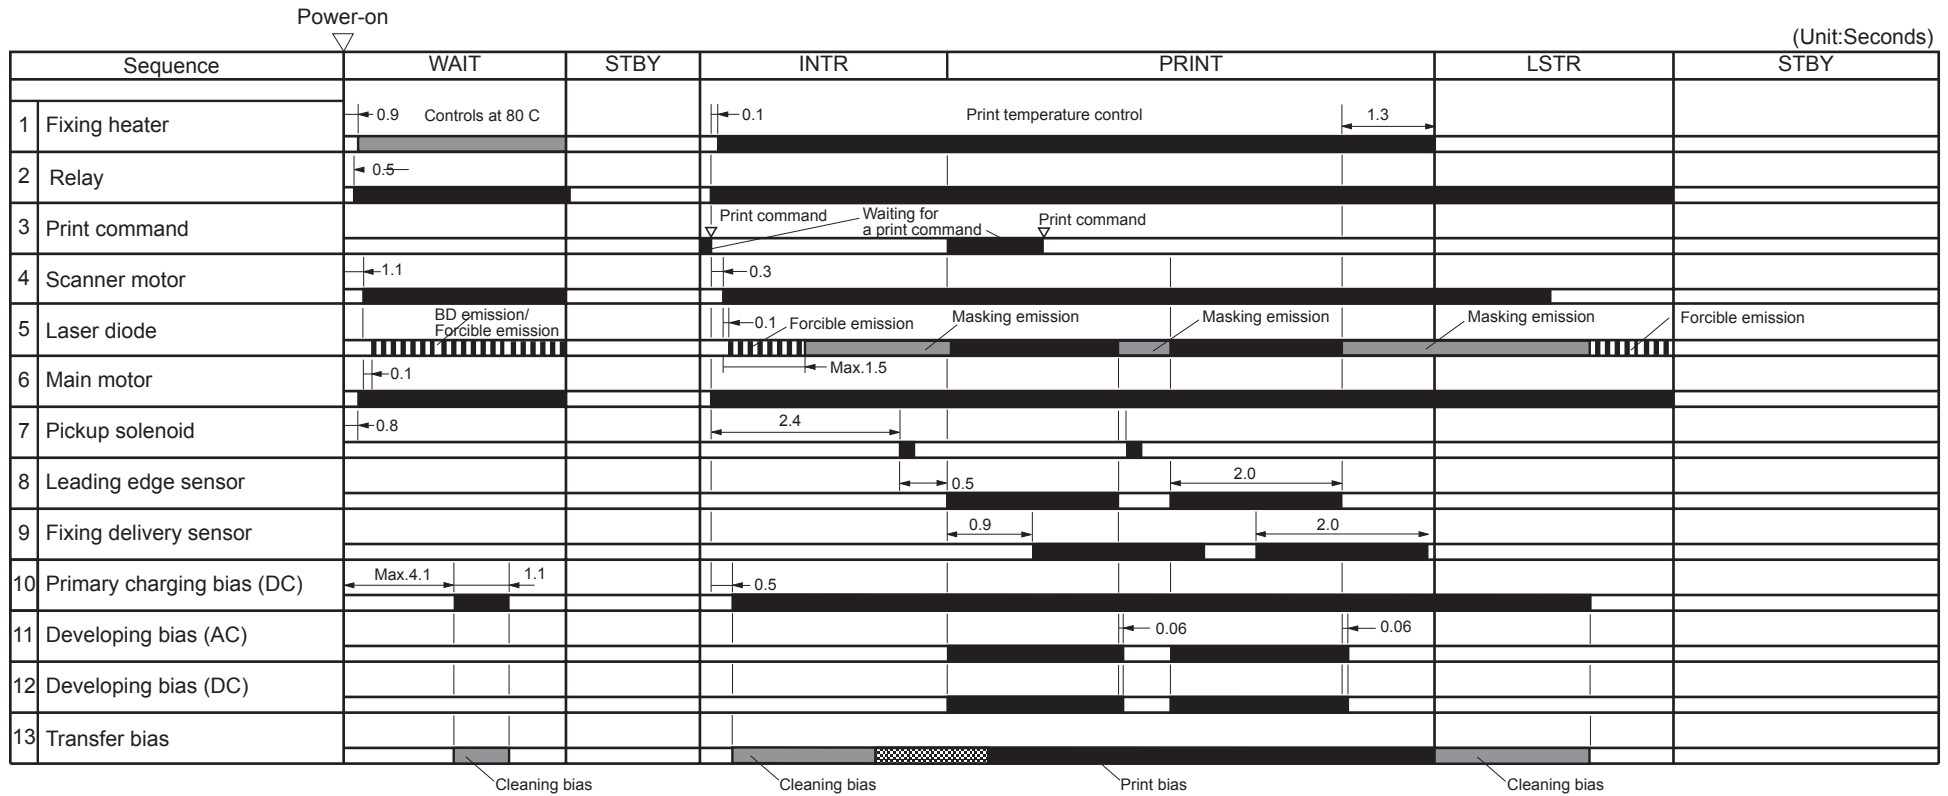 Power-on
(Unit:Seconds)
Sequence WAIT STBY INTR PRINT LSTR STBY
1 Fixing heater 0.9 Controls at 80 C 0.1 Print temperature control 1.3
2 Relay 0.5
3 Print command Print command Waiting for a print command Print command
4 Scanner motor 1.1 0.3
5 Laser diode BD emission/ Forcible emission 0.1 Forcible emission Masking emission Masking emission Masking emission Forcible emission
Max.1.5
6 Main motor 0.1
7 Pickup solenoid 0.8 2.4
8 Leading edge sensor 0.5 2.0
9 Fixing delivery sensor 0.9 2.0
10 Primary charging bias (DC) Max.4.1 1.1 0.5
11 Developing bias (AC) 0.06 0.06
12 Developing bias (DC)
13 Transfer bias
Cleaning bias Cleaning bias Print bias Cleaning bias